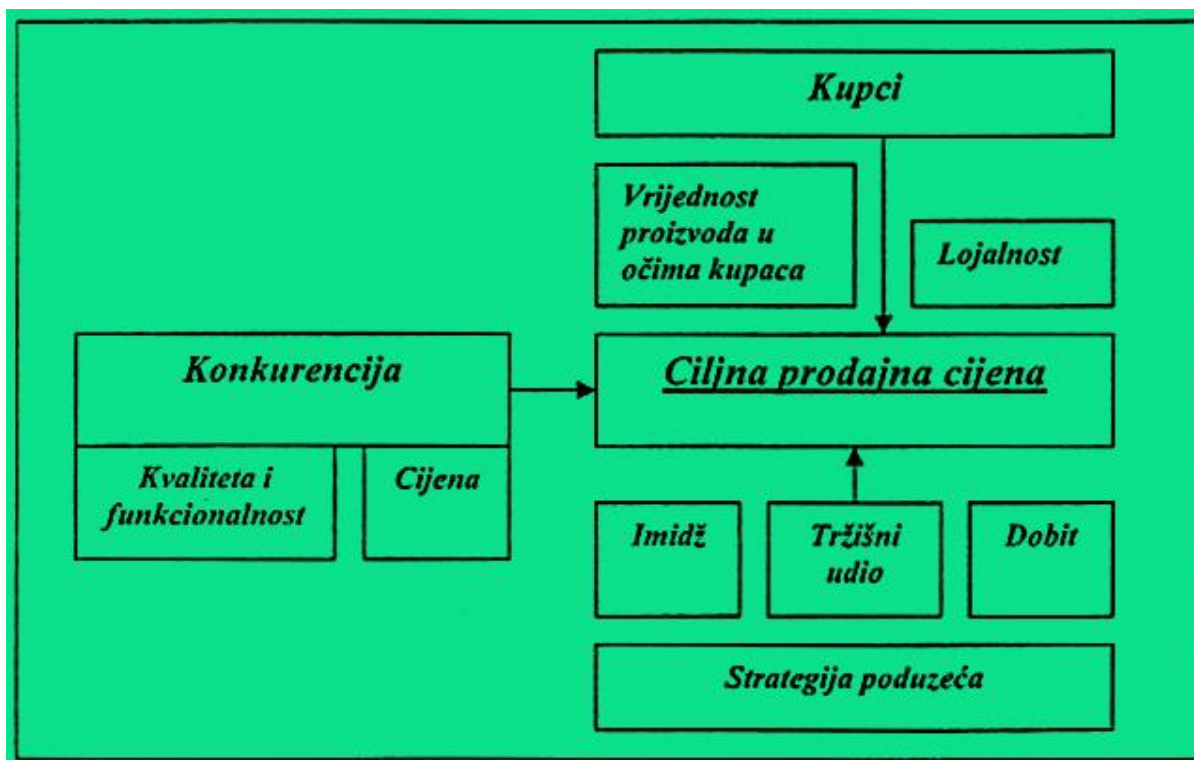 Kupci
Vrijednost
proizvoda u
očima kupaca
Lojalnost
Konkurencija
Ciljna prodajna cijena
Kvaliteta i
funkcionalnost
Cijena
Imidž
Tržišni
udio
Dobit
Strategija poduzeća